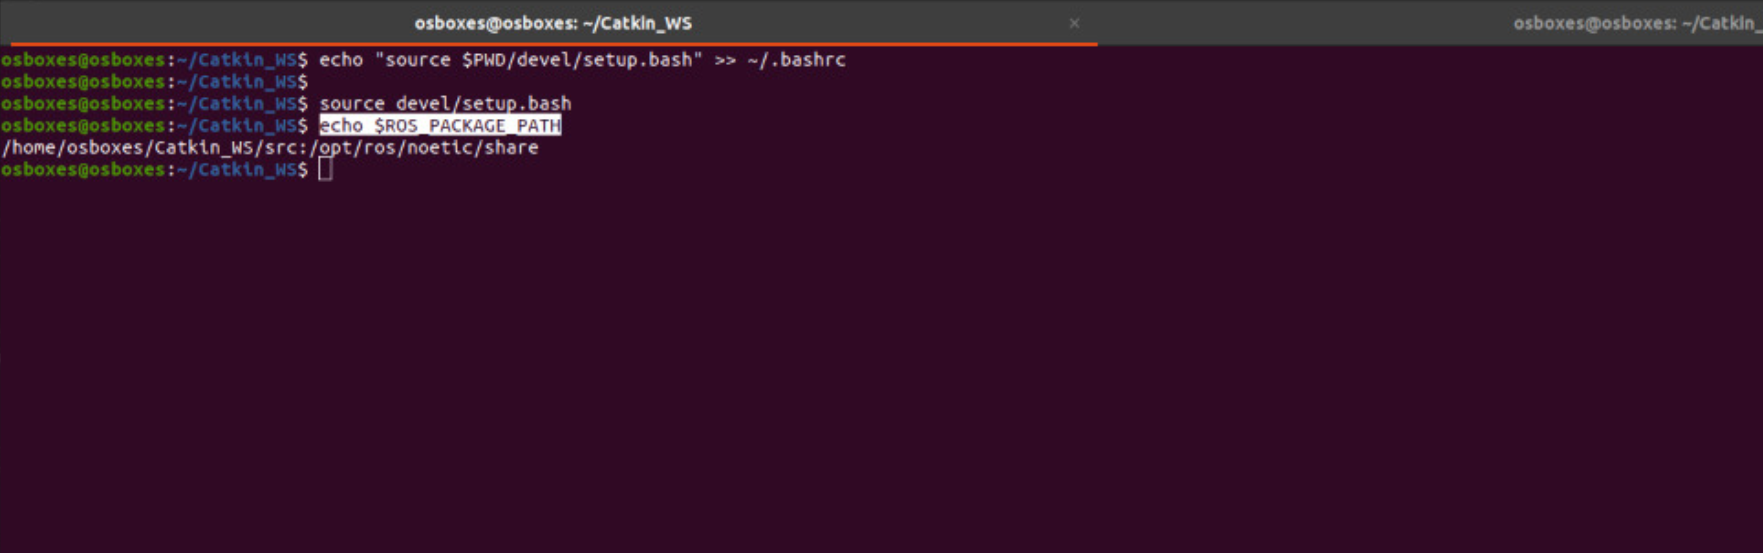 osboxes@osboxes: ~/Catkin_WS
×
osboxes@osboxes: ~/Catkin_
osboxes@osboxes:~/Catkin_WS$ echo "source $PWD/devel/setup.bash" >> ~/.bashrc
osboxes@osboxes:~/Catkin_WS$
osboxes@osboxes:~/Catkin_WS$ source devel/setup.bash
osboxes@osboxes:~/Catkin_WS$ echo $ROS_PACKAGE_PATH
/home/osboxes/Catkin_WS/src:/opt/ros/noetic/share
osboxes@osboxes:~/Catkin_WS$